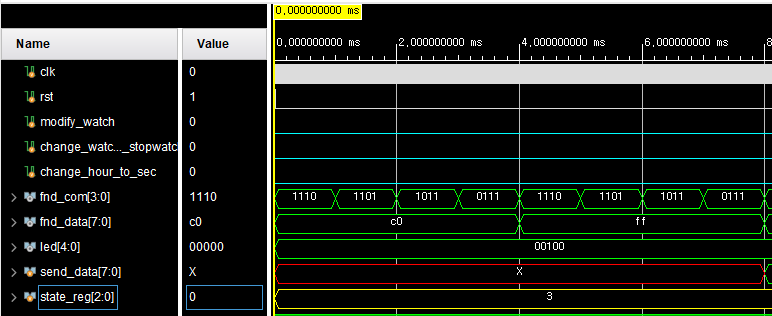 0,000000000 ms
Name Value 0,000000000 ms 2,000000000 ms 4,000000000 ms 6,000000000 ms 8
clk 0
rst 1
modify_watch 0
change_watc..._stopwatch 0
change_hour_to_sec 0
fnd_com[3:0] 1110 1110 1101 1011 0111 1110 1101 1011 0111
fnd_data[7:0] c0 c0 ff
led[4:0] 00000 00100
send_data[7:0] X X
state_reg[2:0] 0 3